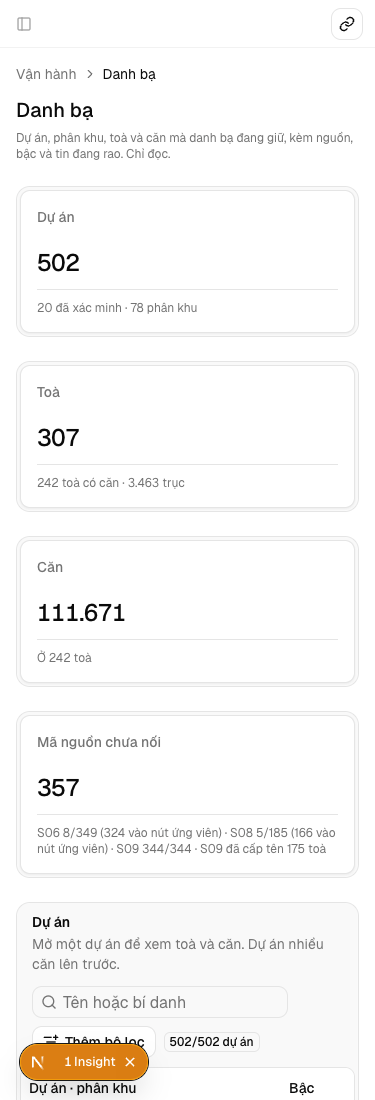 Vận hành > Danh bạ
Danh bạ
Dự án, phân khu, toà và căn mà danh bạ đang giữ, kèm nguồn,
bậc và tin đang rao. Chỉ đọc.
Dự án
502
20 đã xác minh · 78 phân khu
Toà
307
242 toà có căn · 3.463 trục
Căn
111.671
Ở 242 toà
Mã nguồn chưa nối
357
S06 8/349 (324 vào nút ứng viên) · S08 5/185 (166 vào
nút ứng viên) · S09 344/344 · S09 đã cấp tên 175 toà
Dự án
Mở một dự án để xem toà và căn. Dự án nhiều
căn lên trước.
Tên hoặc bí danh
Thêm bộ lọc 502/502 dự án
N 1 Insight
Dự án · phân khu Bậc